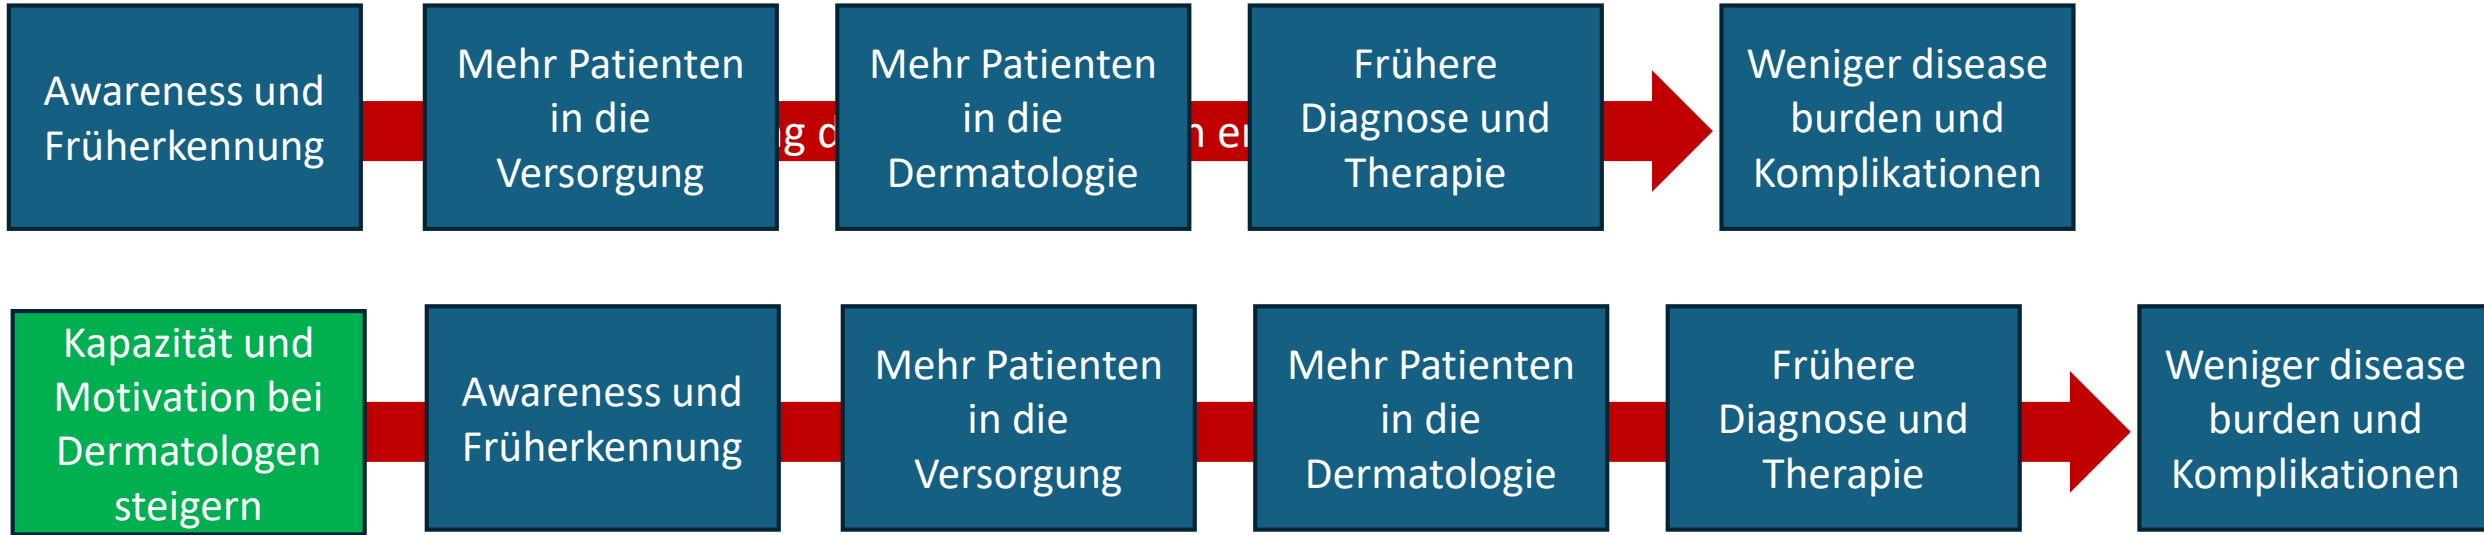 Awareness und
Früherkennung
Mehr Patienten
in die
Versorgung
Mehr Patienten
in die
Dermatologie
Frühere
Diagnose und
Therapie
Weniger disease
burden und
Komplikationen
Kapazität und
Motivation bei
Dermatologen
steigern
Awareness und
Früherkennung
Mehr Patienten
in die
Versorgung
Mehr Patienten
in die
Dermatologie
Frühere
Diagnose und
Therapie
Weniger disease
burden und
Komplikationen